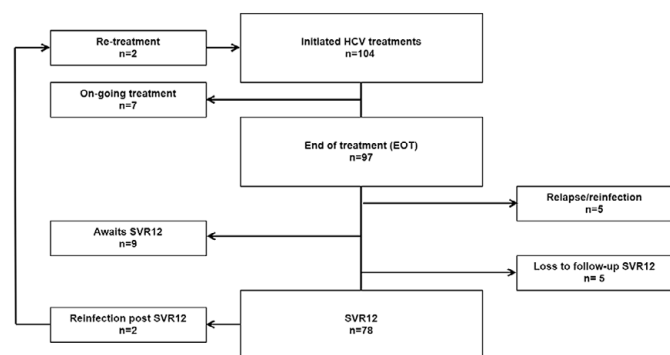 Re-treatment
n=2
Initiated HCV treatments
n=104
On-going treatment
n=7
End of treatment (EOT)
n=97
Relapse/reinfection
n=5
Awaits SVR12
n=9
Loss to follow-up SVR12
n= 5
Reinfection post SVR12
n=2
SVR12
n=78